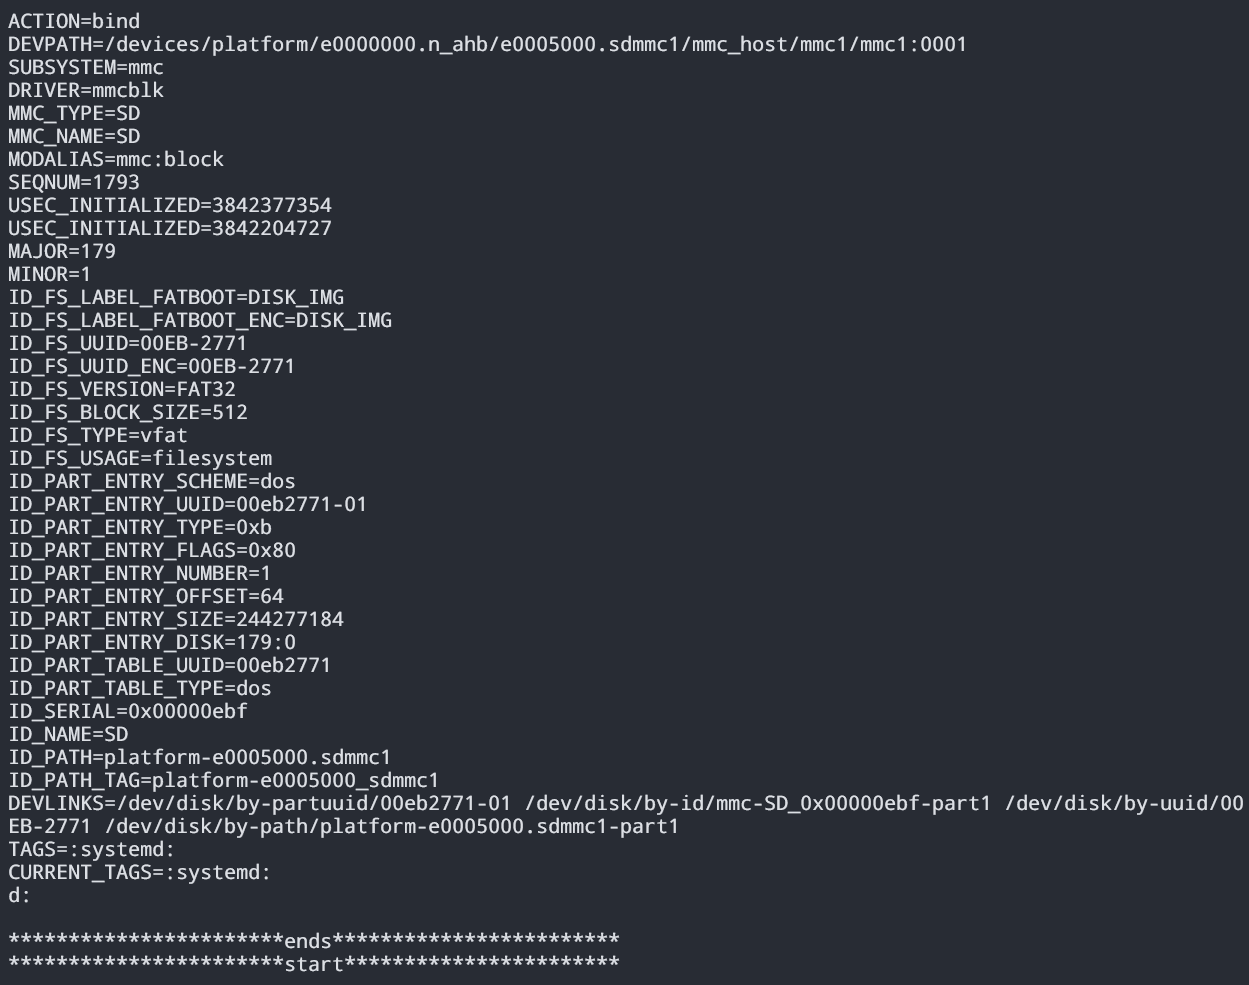 ACTION=bind
DEVPATH=/devices/platform/e0000000.n_ahb/e0005000.sdmmc1/mmc_host/mmc1/mmc1:0001
SUBSYSTEM=mmc
DRIVER=mmcblk
MMC_TYPE=SD
MMC_NAME=SD
MODALIAS=mmc:block
SEQNUM=1793
USEC_INITIALIZED=3842377354
USEC_INITIALIZED=3842204727
MAJOR=179
MINOR=1
ID_FS_LABEL_FATBOOT=DISK_IMG
ID_FS_LABEL_FATBOOT_ENC=DISK_IMG
ID_FS_UUID=00EB-2771
ID_FS_UUID_ENC=00EB-2771
ID_FS_VERSION=FAT32
ID_FS_BLOCK_SIZE=512
ID_FS_TYPE=vfat
ID_FS_USAGE=filesystem
ID_PART_ENTRY_SCHEME=dos
ID_PART_ENTRY_UUID=00eb2771-01
ID_PART_ENTRY_TYPE=0xb
ID_PART_ENTRY_FLAGS=0x80
ID_PART_ENTRY_NUMBER=1
ID_PART_ENTRY_OFFSET=64
ID_PART_ENTRY_SIZE=244277184
ID_PART_ENTRY_DISK=179:0
ID_PART_TABLE_UUID=00eb2771
ID_PART_TABLE_TYPE=dos
ID_SERIAL=0x00000ebf
ID_NAME=SD
ID_PATH=platform-e0005000.sdmmc1
ID_PATH_TAG=platform-e0005000_sdmmc1
DEVLINKS=/dev/disk/by-partuuid/00eb2771-01 /dev/disk/by-id/mmc-SD_0x00000ebf-part1 /dev/disk/by-uuid/00
EB-2771 /dev/disk/by-path/platform-e0005000.sdmmc1-part1
TAGS=:systemd:
CURRENT_TAGS=:systemd:
d:
***********************ends************************
***********************start***********************